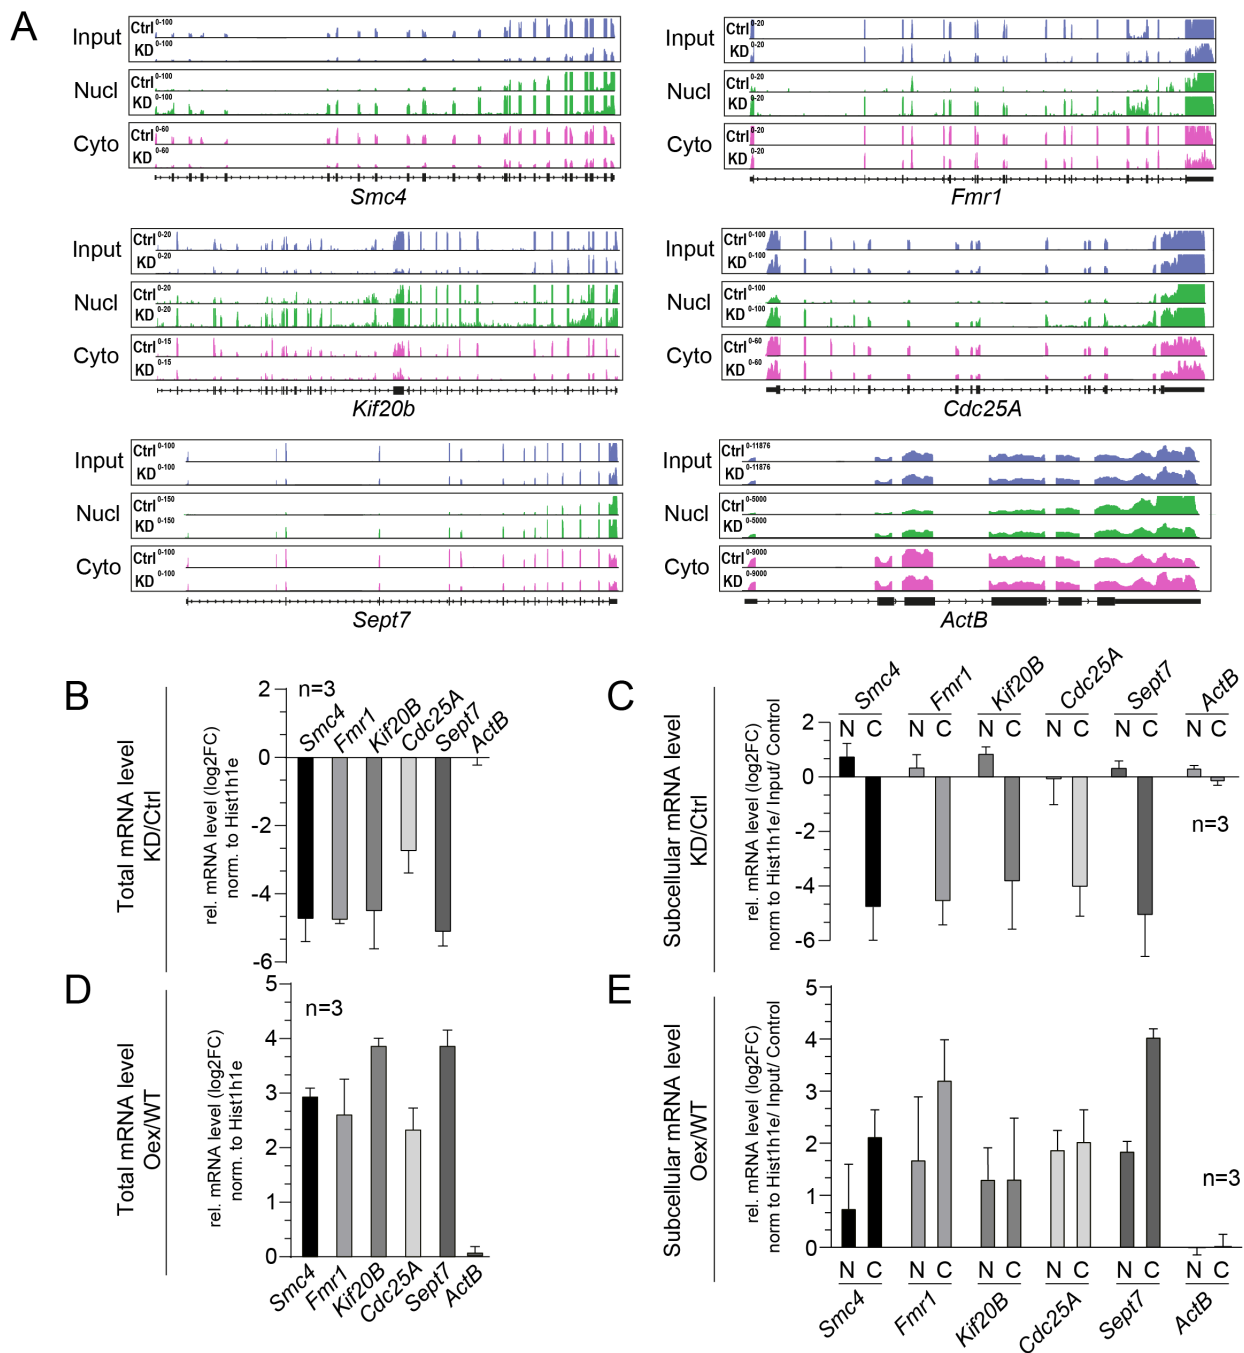 A
Input
Ctrl 0-100
KD 0-100
Nucl
Ctrl 0-100
KD 0-100
Cyto
Ctrl 0-60
KD 0-60
Smc4
Input
Ctrl 0-20
KD 0-20
Nucl
Ctrl 0-20
KD 0-20
Cyto
Ctrl 0-20
KD 0-20
Fmr1
Input
Ctrl 0-20
KD 0-20
Nucl
Ctrl 0-20
KD 0-20
Cyto
Ctrl 0-15
KD 0-15
Kif20b
Input
Ctrl 0-100
KD 0-100
Nucl
Ctrl 0-100
KD 0-100
Cyto
Ctrl 0-60
KD 0-60
Cdc25A
Input
Ctrl 0-100
KD 0-100
Nucl
Ctrl 0-150
KD 0-150
Cyto
Ctrl 0-100
KD 0-100
Sept7
Input
Ctrl 0-11876
KD 0-11876
Nucl
Ctrl 0-5000
KD 0-5000
Cyto
Ctrl 0-9000
KD 0-9000
ActB
B
Total mRNA level
KD/Ctrl
rel. mRNA level (log2FC)
norm. to Hist1h1e
2
0
-2
-4
-6
n=3
Smc4
Fmr1
Kif20B
Cdc25A
Sept7
ActB
C
Subcellular mRNA level
KD/Ctrl
rel. mRNA level (log2FC)
norm to Hist1h1e/ Input/ Control
2
0
-2
-4
-6
Smc4
Fmr1
Kif20B
Cdc25A
Sept7
ActB
N C N C N C N C N C N C
n=3
D
Total mRNA level
Oex/WT
rel. mRNA level (log2FC)
norm. to Hist1h1e
5
4
3
2
1
0
n=3
Smc4
Fmr1
Kif20B
Cdc25A
Sept7
ActB
E
Subcellular mRNA level
Oex/WT
rel. mRNA level (log2FC)
norm to Hist1h1e/ Input/ Control
5
4
3
2
1
0
n=3
N C N C N C N C N C N C
Smc4
Fmr1
Kif20B
Cdc25A
Sept7
ActB